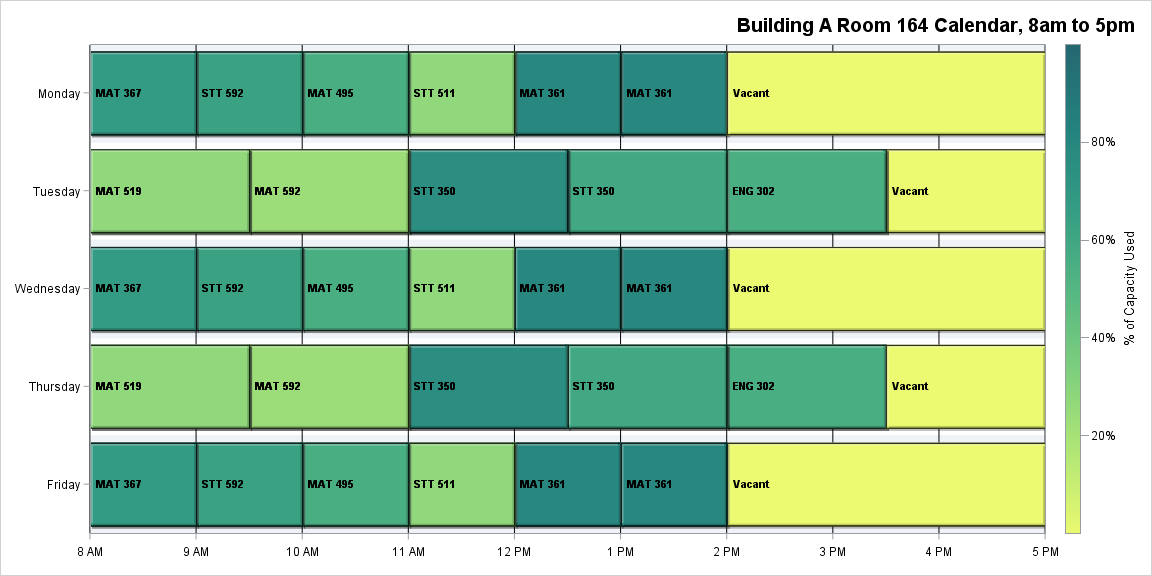 Building A Room 164 Calendar, 8am to 5pm
Monday
MAT 367
STT 592
MAT 495
STT 511
MAT 361
MAT 361
Vacant
Tuesday
MAT 519
MAT 592
STT 350
STT 350
ENG 302
Vacant
Wednesday
MAT 367
STT 592
MAT 495
STT 511
MAT 361
MAT 361
Vacant
Thursday
MAT 519
MAT 592
STT 350
STT 350
ENG 302
Vacant
Friday
MAT 367
STT 592
MAT 495
STT 511
MAT 361
MAT 361
Vacant
8 AM
9 AM
10 AM
11 AM
12 PM
1 PM
2 PM
3 PM
4 PM
5 PM
80%
60%
40%
20%
% of Capacity Used